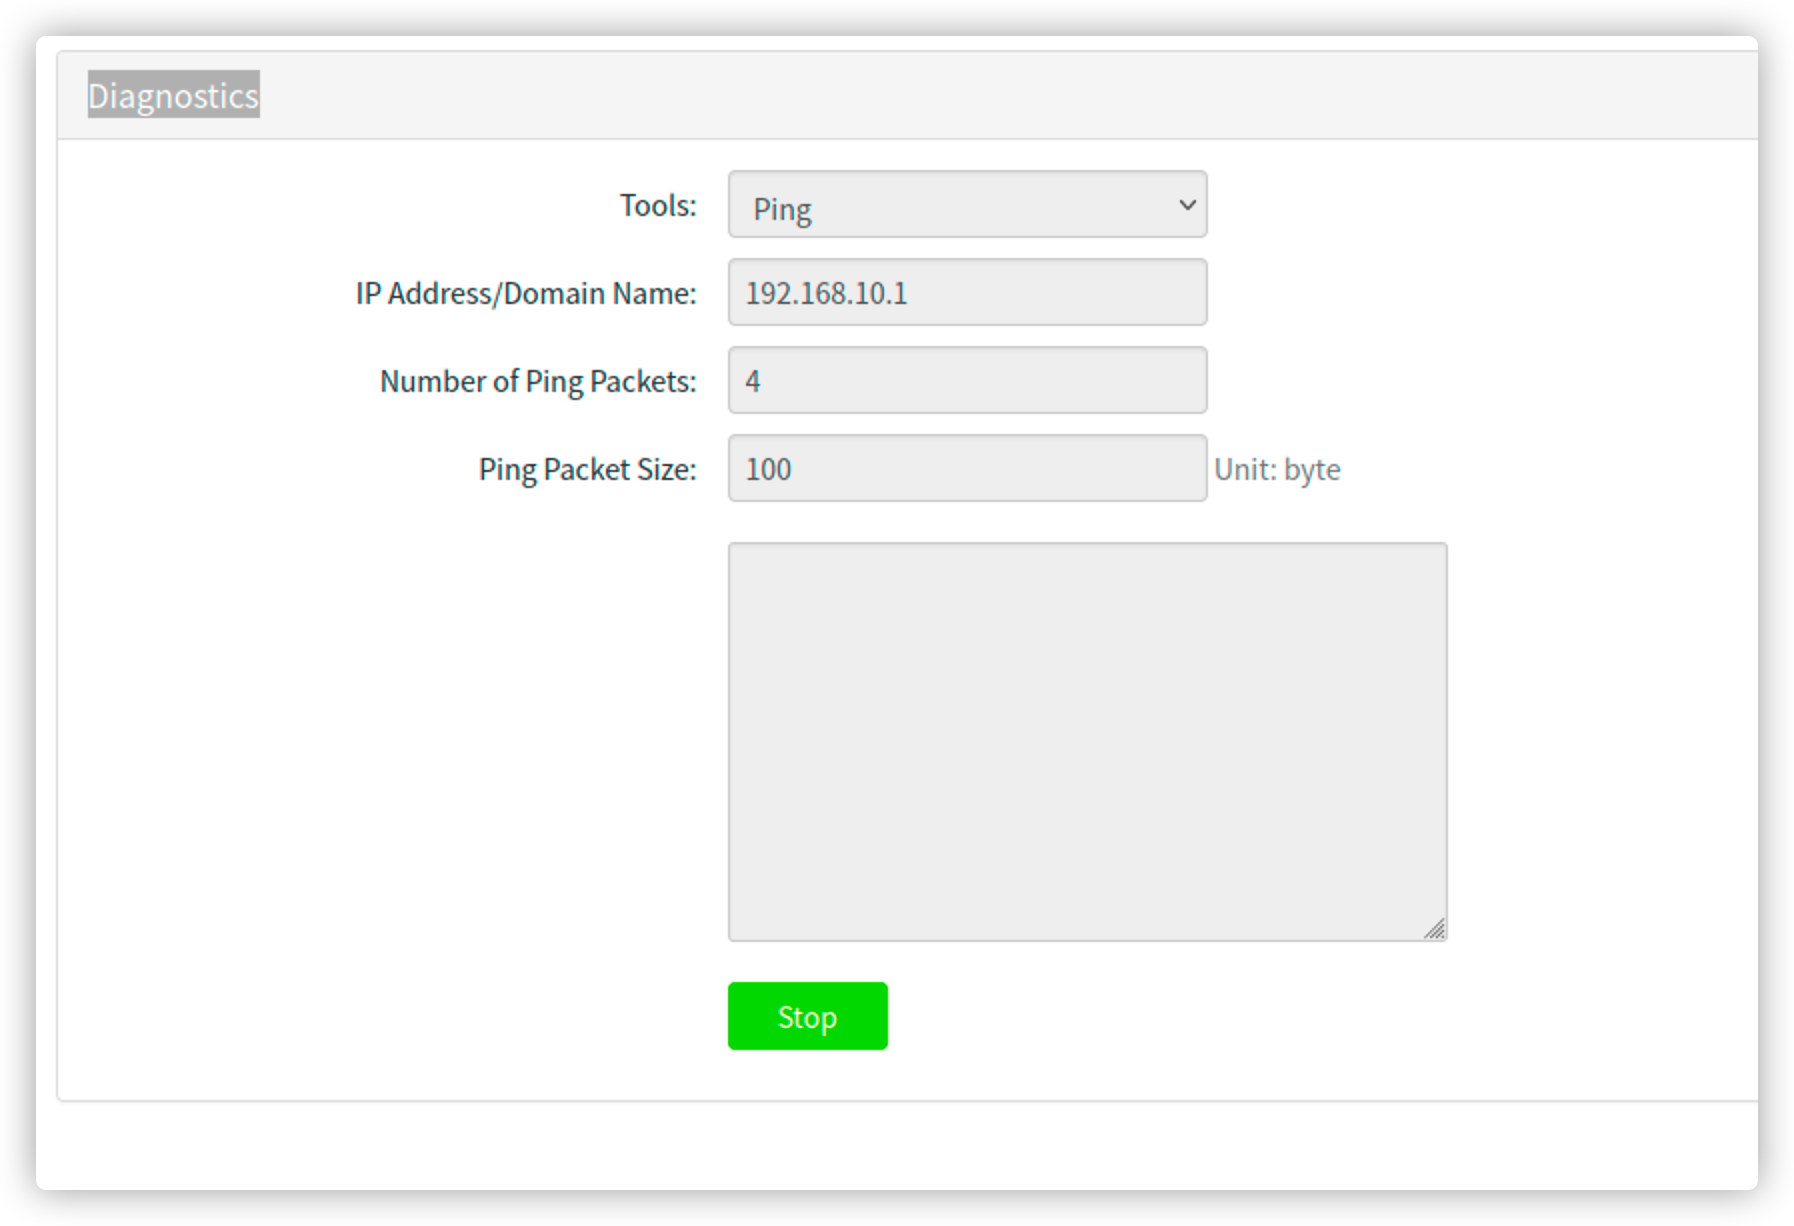 Diagnostics
Tools: Ping
IP Address/Domain Name: 192.168.10.1
Number of Ping Packets: 4
Ping Packet Size: 100 Unit: byte
Stop